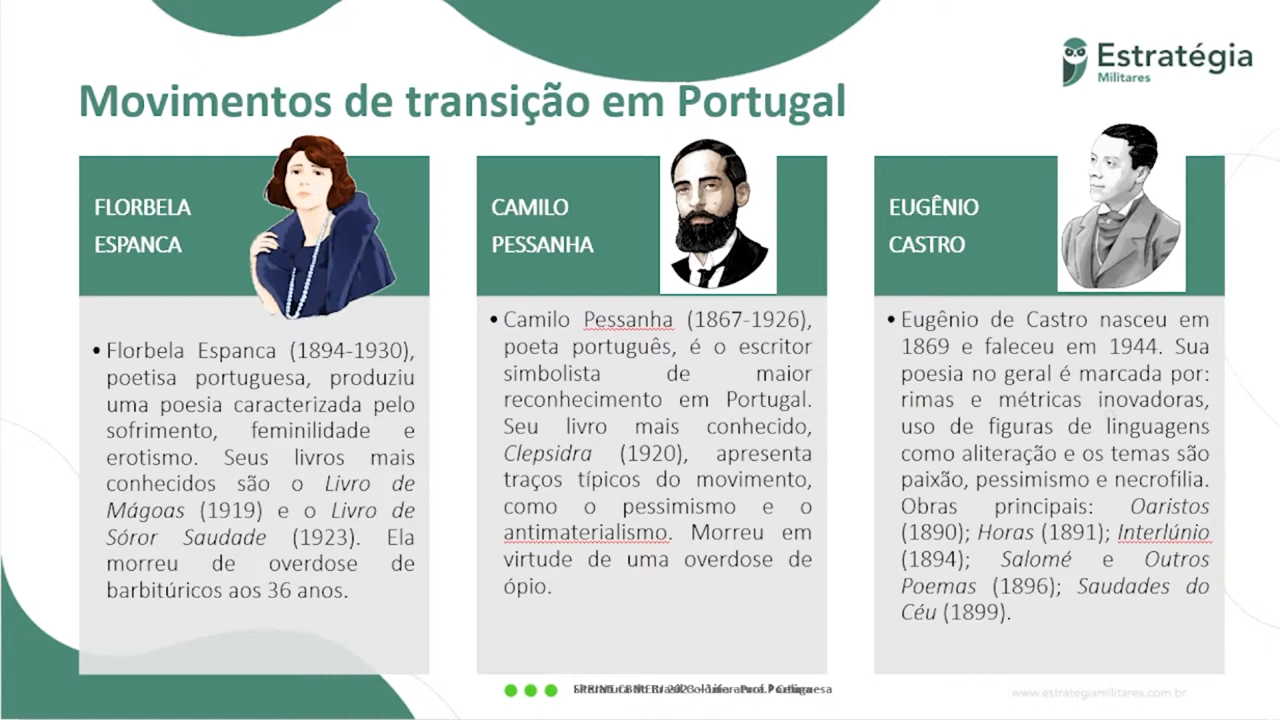 Estratégia
Militares
Movimentos de transição em Portugal
FLORBELA
ESPANCA
• Florbela Espanca (1894-1930),
poetisa portuguesa, produziu
uma poesia caracterizada pelo
sofrimento, feminilidade e
erotismo. Seus livros mais
conhecidos são o Livro de
Mágoas (1919) e o Livro de
Sóror Saudade (1923). Ela
morreu de overdose de
barbitúricos aos 36 anos.
CAMILO
PESSANHA
• Camilo Pessanha (1867-1926),
poeta português, é o escritor
simbolista de maior
reconhecimento em Portugal.
Seu livro mais conhecido,
Clepsidra (1920), apresenta
traços típicos do movimento,
como o pessimismo e o
antimaterialismo. Morreu em
virtude de uma overdose de
ópio.
EUGÊNIO
CASTRO
• Eugênio de Castro nasceu em
1869 e faleceu em 1944. Sua
poesia no geral é marcada por:
rimas e métricas inovadoras,
uso de figuras de linguagens
como aliteração e os temas são
paixão, pessimismo e necrofilia.
Obras principais: Oaristos
(1890); Horas (1891); Interlúnio
(1894); Salomé e Outros
Poemas (1896); Saudades do
Céu (1899).
www.estrategiamilitares.com.br